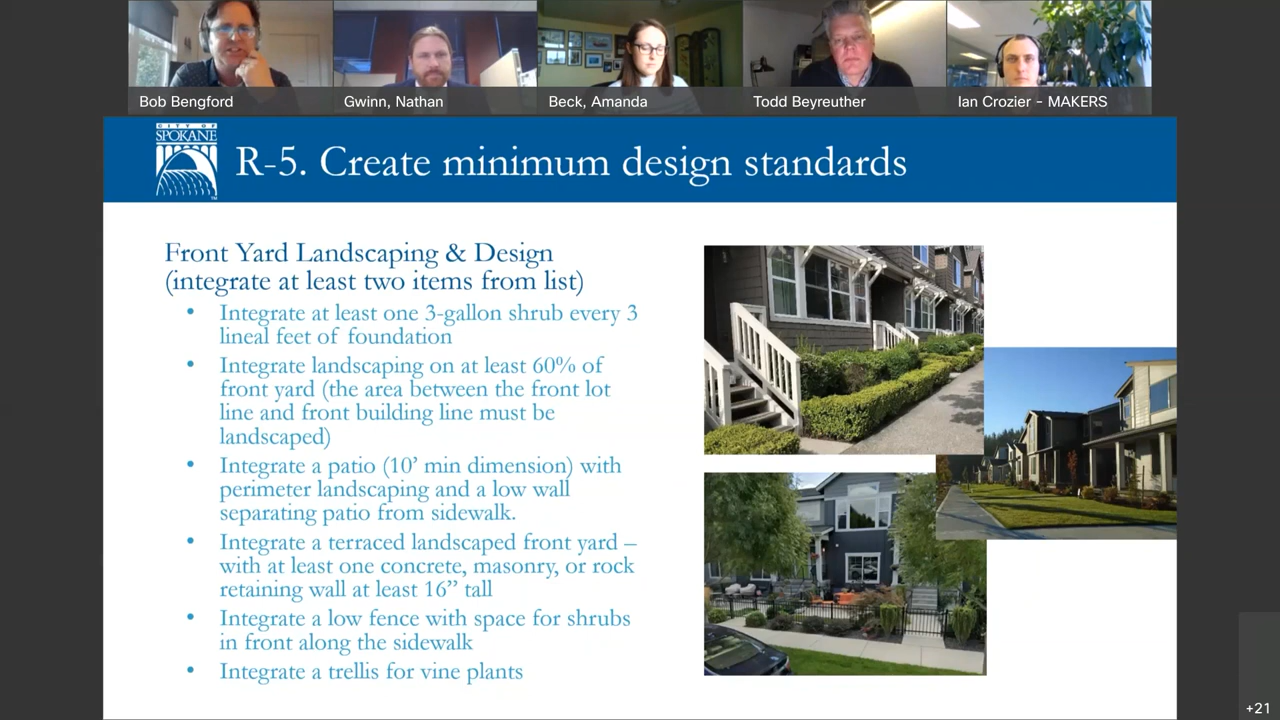 Bob Bengford
Gwinn, Nathan
Beck, Amanda
Todd Beyreuther
Ian Crozier - MAKERS
CITY OF
SPOKANE
R-5. Create minimum design standards
Front Yard Landscaping & Design
(integrate at least two items from list)
• Integrate at least one 3-gallon shrub every 3
lineal feet of foundation
• Integrate landscaping on at least 60% of
front yard (the area between the front lot
line and front building line must be
landscaped)
• Integrate a patio (10’ min dimension) with
perimeter landscaping and a low wall
separating patio from sidewalk.
• Integrate a terraced landscaped front yard –
with at least one concrete, masonry, or rock
retaining wall at least 16” tall
• Integrate a low fence with space for shrubs
in front along the sidewalk
• Integrate a trellis for vine plants
+21